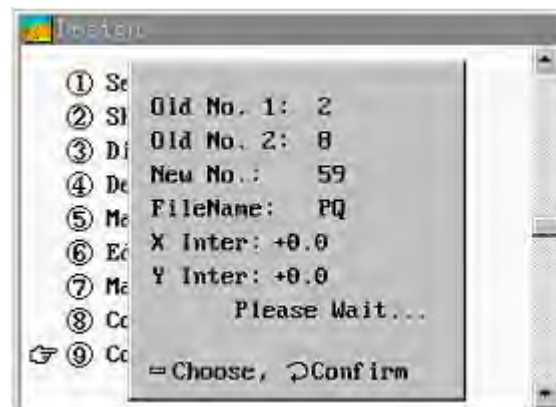 Design
① Se
② Sh
③ Di
④ De
⑤ Ma
⑥ Ed
⑦ Ma
⑧ Co
⑨ Co
Old No. 1: 2
Old No. 2: 8
New No.: 59
FileName: PQ
X Inter: +0.0
Y Inter: +0.0
Please Wait...
Choose, Confirm